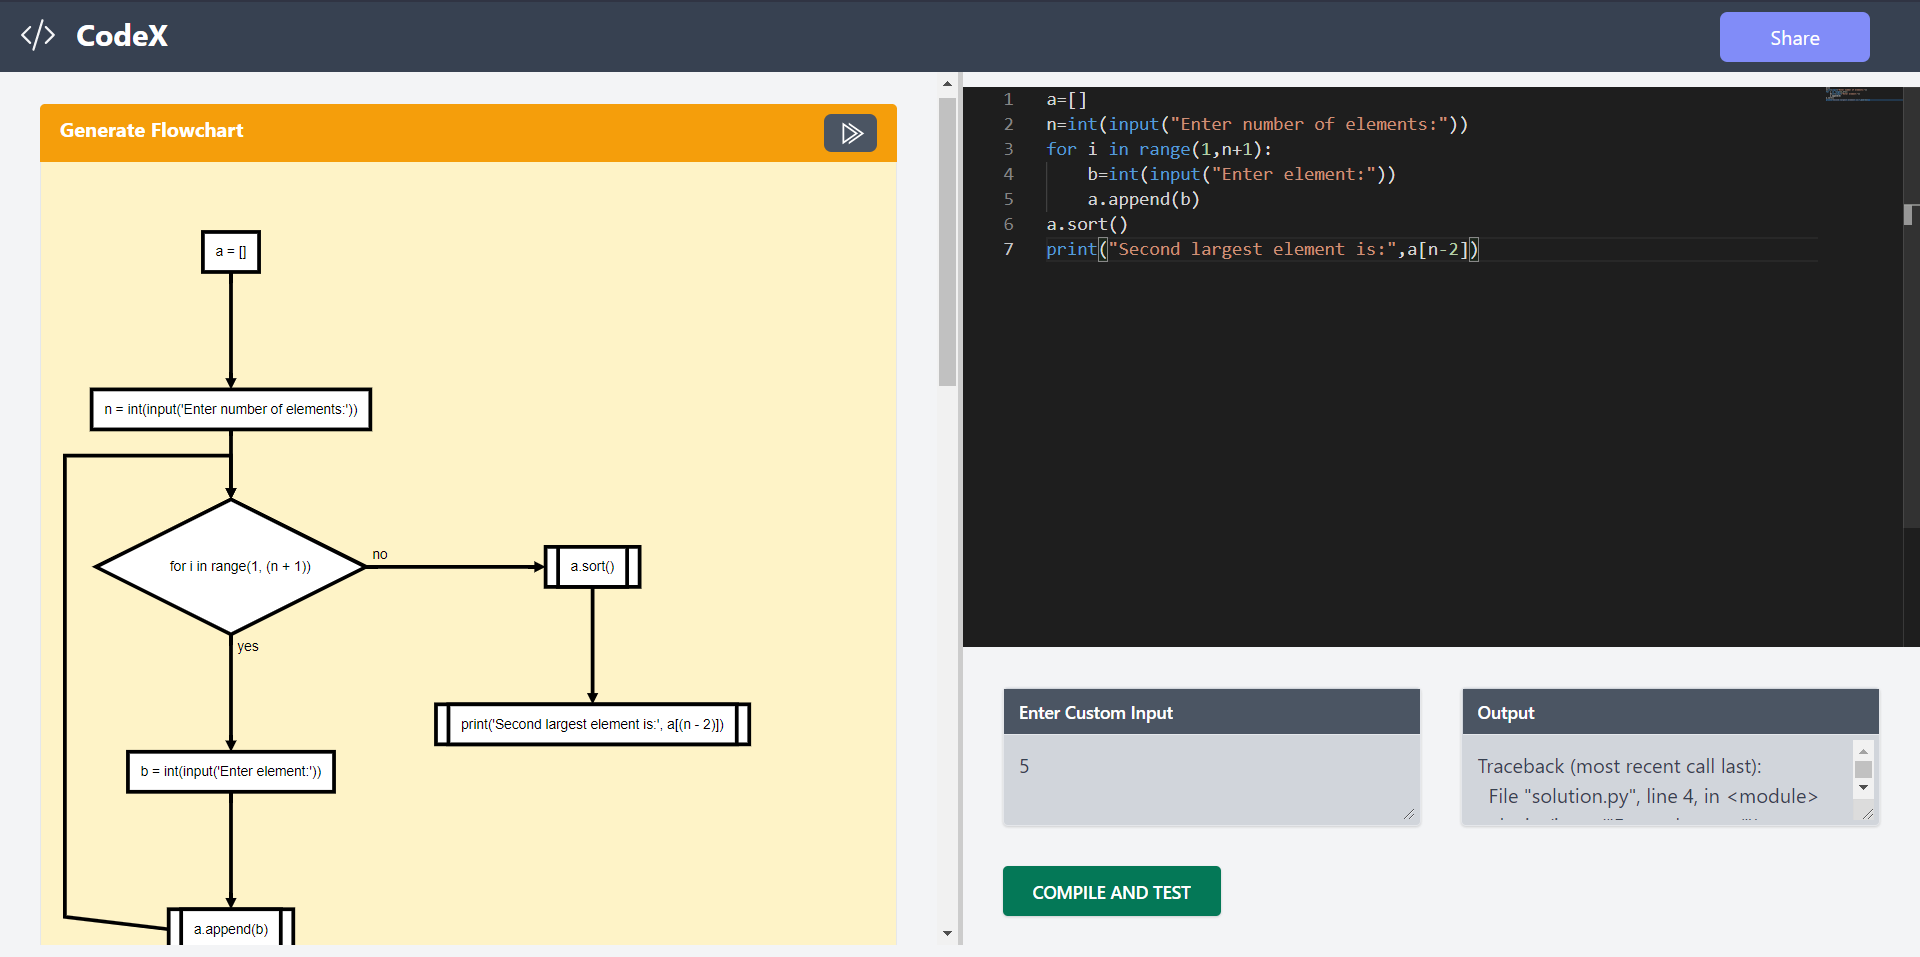 CodeX
Share
Generate Flowchart
a = []
n = int(input('Enter number of elements:'))
for i in range(1, (n + 1))
no
a.sort()
yes
print('Second largest element is:', a[(n - 2)])
b = int(input('Enter element:'))
a.append(b)
1 a=[]
2 n=int(input("Enter number of elements:"))
3 for i in range(1,n+1):
4     b=int(input("Enter element:"))
5     a.append(b)
6 a.sort()
7 print("Second largest element is:",a[n-2])
Enter Custom Input
5
Output
Traceback (most recent call last):
File "solution.py", line 4, in <module>
COMPILE AND TEST